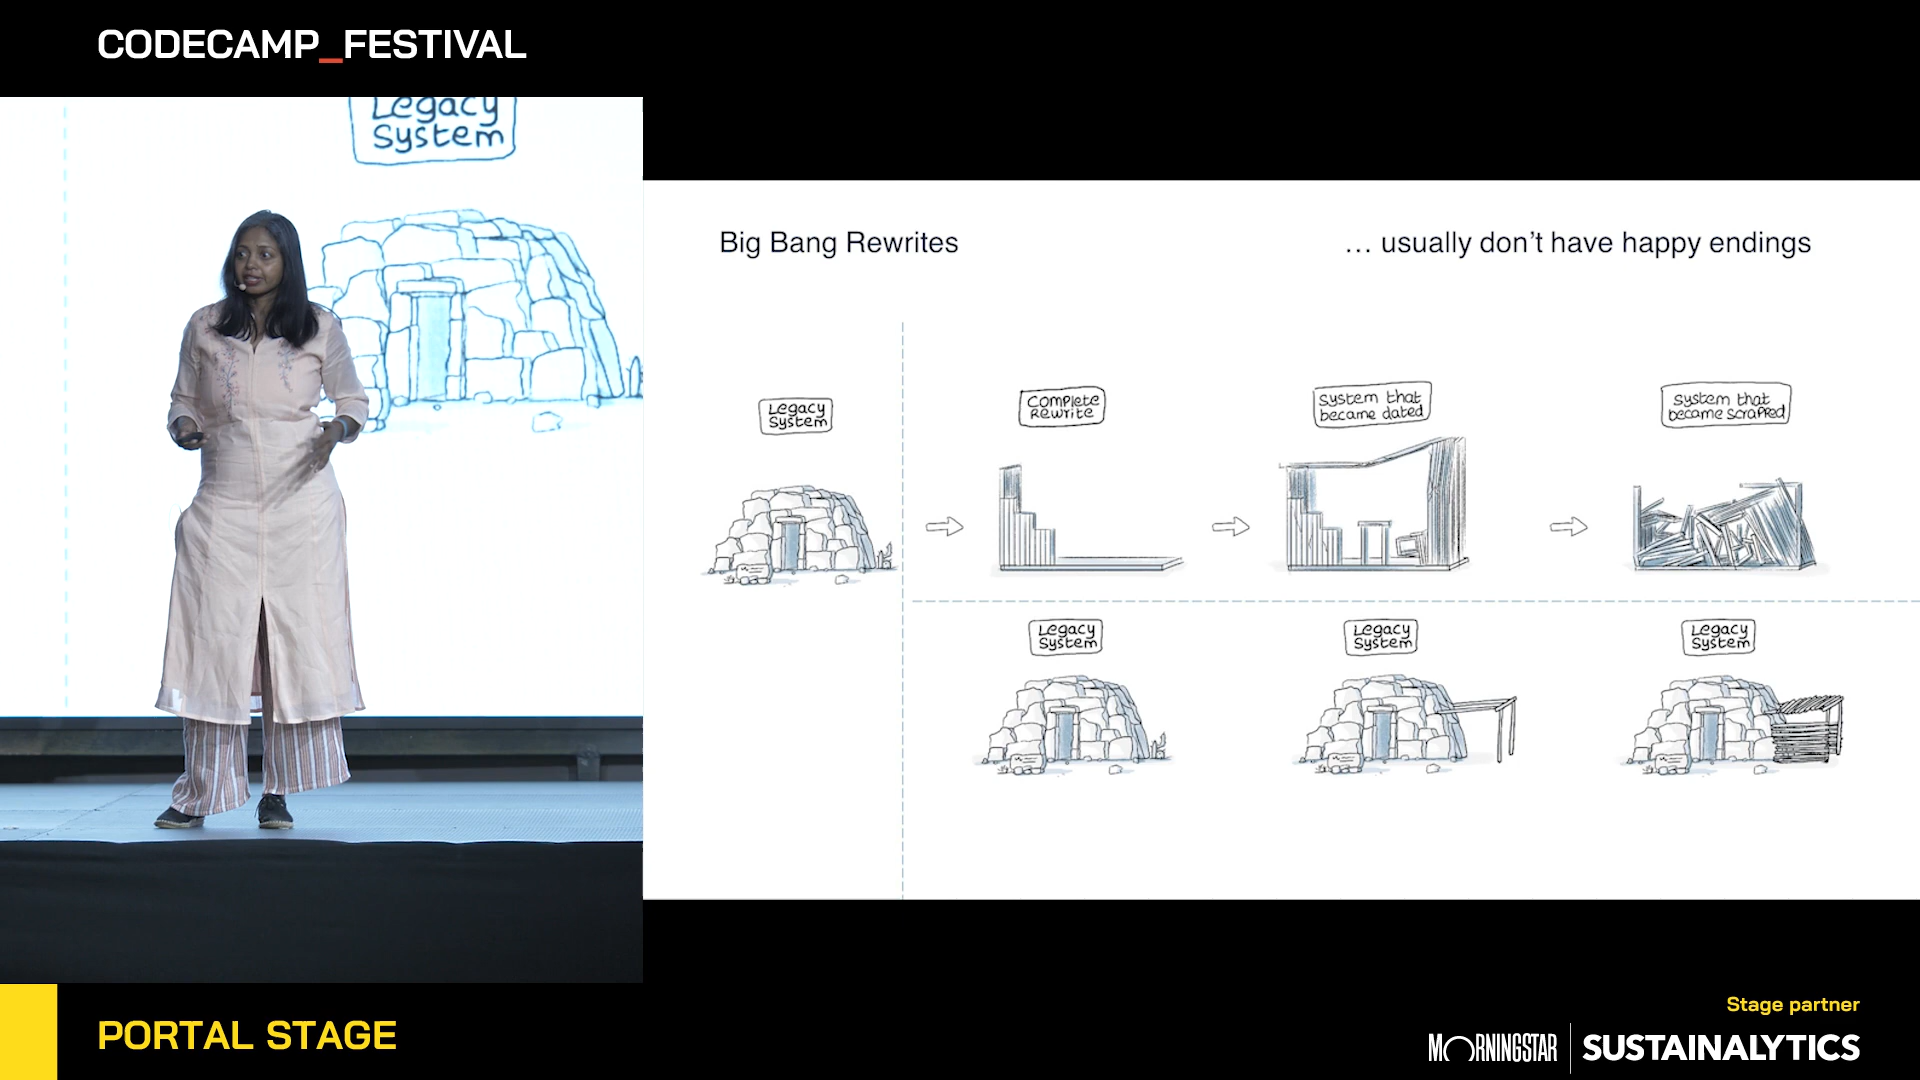 CODECAMP_FESTIVAL
Legacy
System
Big Bang Rewrites
... usually don't have happy endings
Legacy
System
Complete
Rewrite
System that
became dated
System that
became scrapped
Legacy
System
Legacy
System
Legacy
System
PORTAL STAGE
Stage partner
MORNINGSTAR | SUSTAINALYTICS